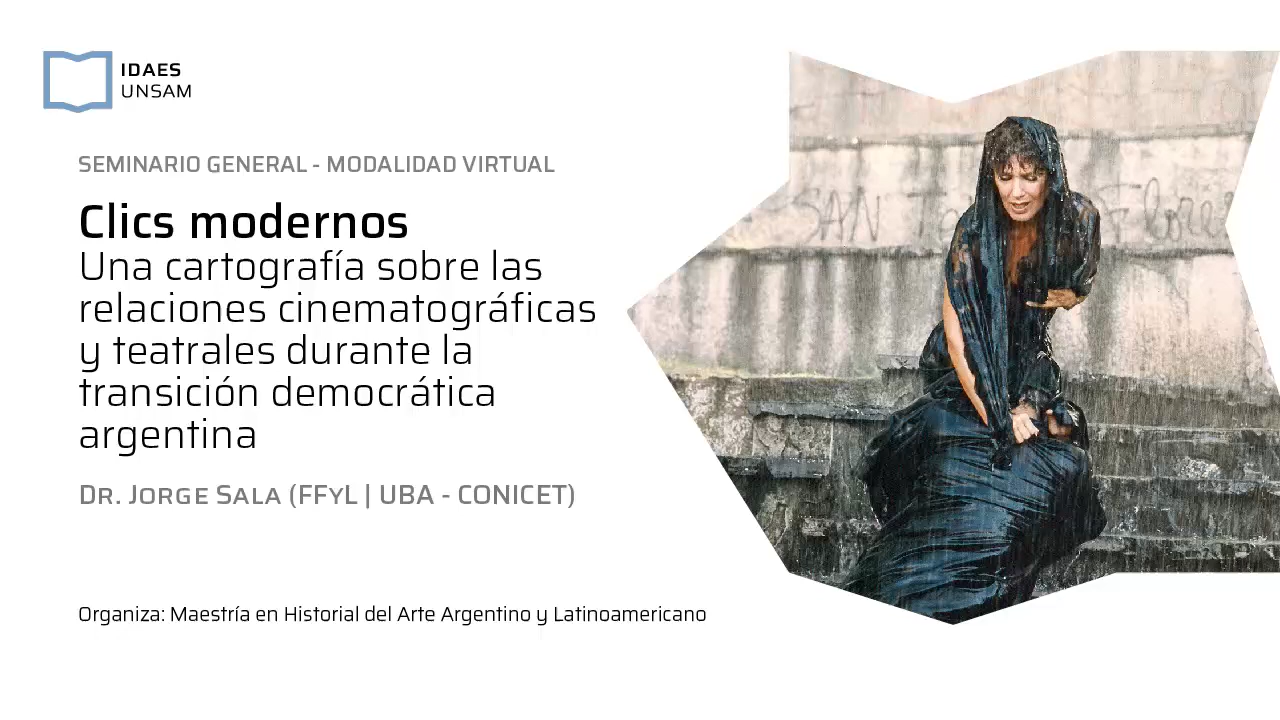 IDAES
UNSAM
SEMINARIO GENERAL - MODALIDAD VIRTUAL
Clics modernos
Una cartografía sobre las
relaciones cinematográficas
y teatrales durante la
transición democrática
argentina
DR. JORGE SALA (FFYL | UBA - CONICET)
SAN
Organiza: Maestría en Historial del Arte Argentino y Latinoamericano